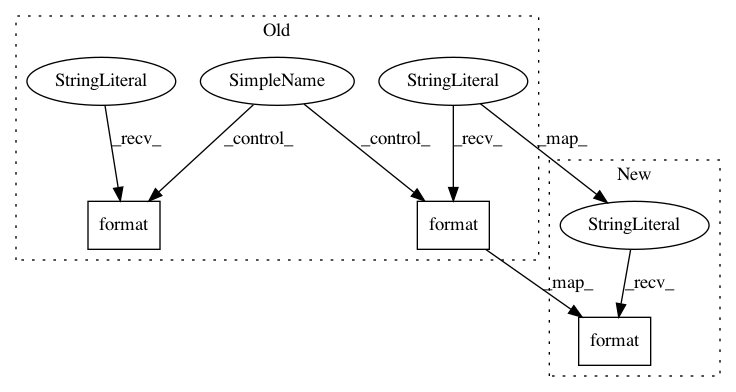 Old
StringLiteral
SimpleName
StringLiteral
_recv_
_control_
_control_
_recv_
_map_
New
format
format
StringLiteral
_map_
_recv_
format